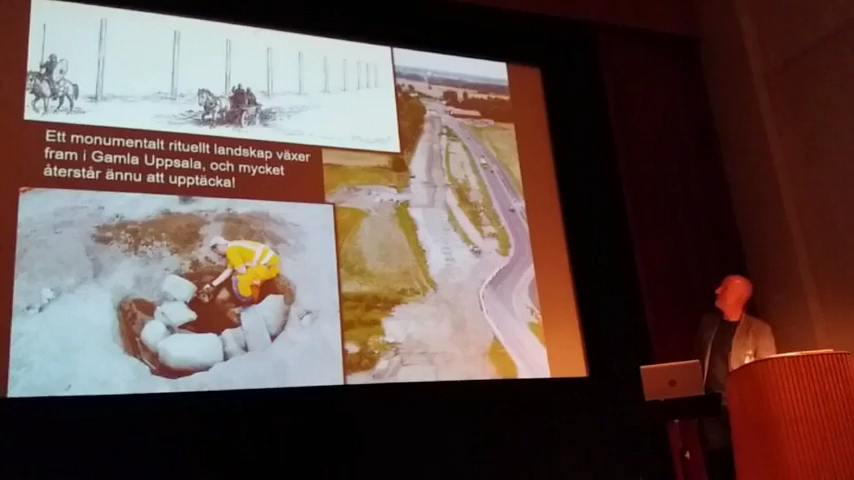 Ett monumentalt rituellt landskap växer
fram i Gamla Uppsala, och mycket
återstår ännu att upptäcka!